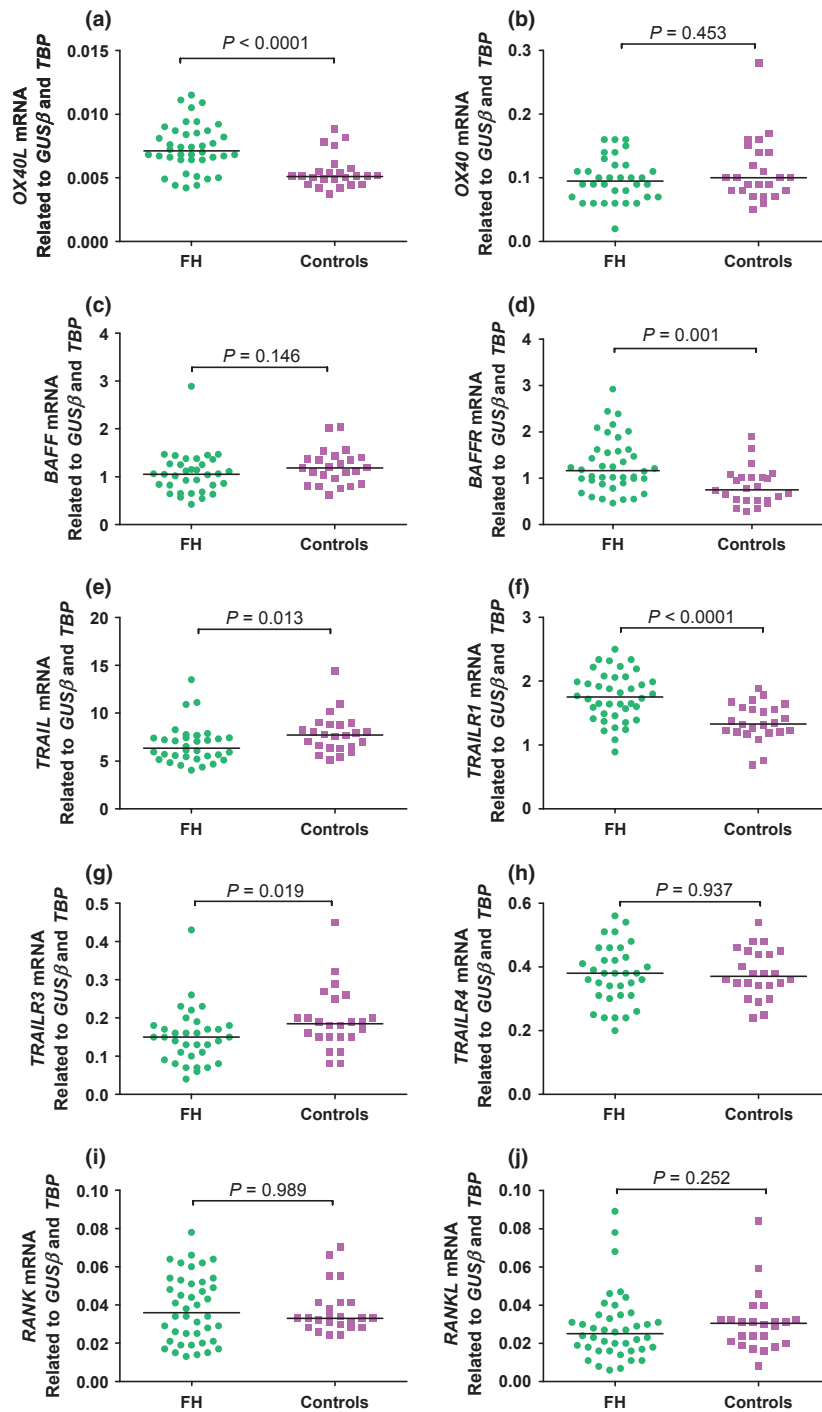 (a)
P < 0.0001
0.015
0.010
0.005
0.000
OX40L mRNA
Related to GUSβ and TBP
FH
Controls
(b)
P = 0.453
0.3
0.2
0.1
0.0
OX40 mRNA
Related to GUSβ and TBP
FH
Controls
(c)
P = 0.146
4
3
2
1
0
BAFF mRNA
Related to GUSβ and TBP
FH
Controls
(d)
P = 0.001
4
3
2
1
0
BAFFR mRNA
Related to GUSβ and TBP
FH
Controls
(e)
P = 0.013
20
15
10
5
0
TRAIL mRNA
Related to GUSβ and TBP
FH
Controls
(f)
P < 0.0001
3
2
1
0
TRAILR1 mRNA
Related to GUSβ and TBP
FH
Controls
(g)
P = 0.019
0.5
0.4
0.3
0.2
0.1
0.0
TRAILR3 mRNA
Related to GUSβ and TBP
FH
Controls
(h)
P = 0.937
0.6
0.4
0.2
0.0
TRAILR4 mRNA
Related to GUSβ and TBP
FH
Controls
(i)
P = 0.989
0.10
0.08
0.06
0.04
0.02
0.00
RANK mRNA
Related to GUSβ and TBP
FH
Controls
(j)
P = 0.252
0.10
0.08
0.06
0.04
0.02
0.00
RANKL mRNA
Related to GUSβ and TBP
FH
Controls